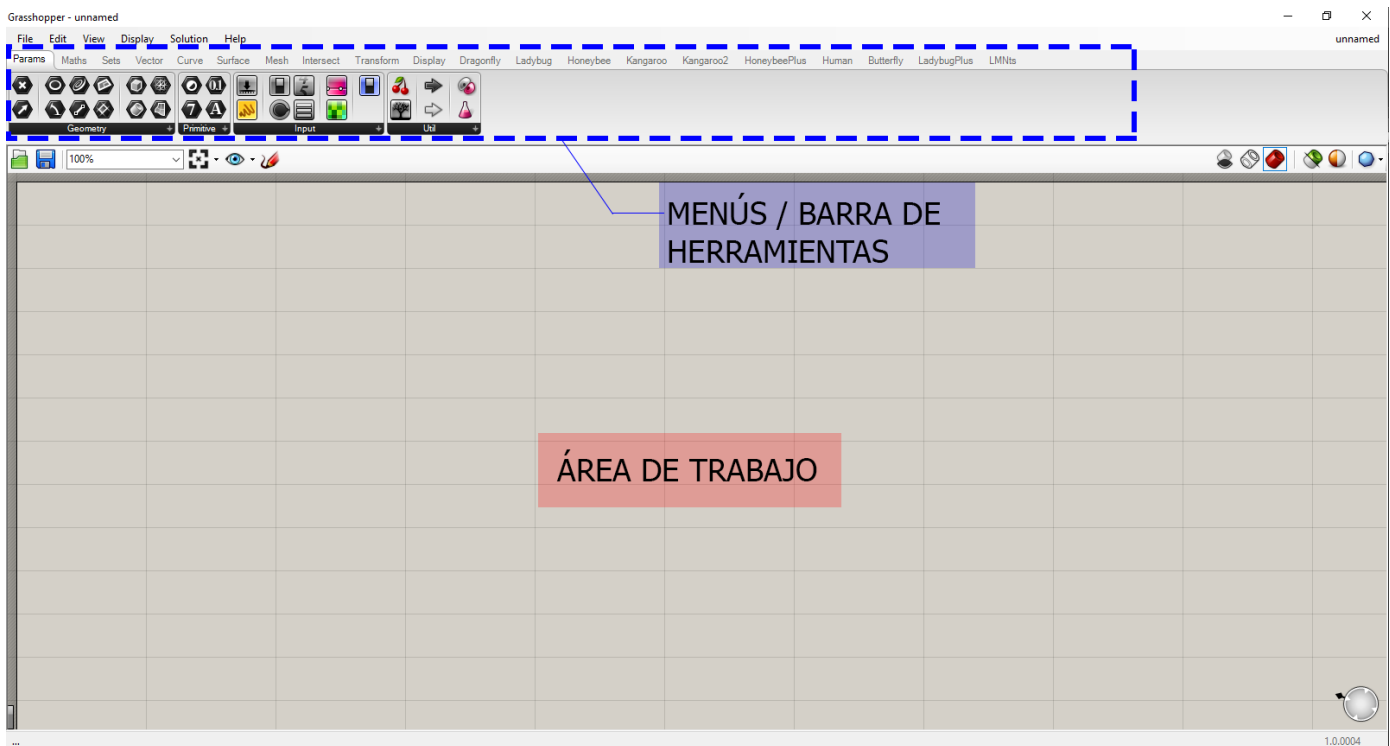 Grasshopper - unnamed
File Edit View Display Solution Help unnamed
Params Maths Sets Vector Curve Surface Mesh Intersect Transform Display Dragonfly Ladybug Honeybee Kangaroo Kangaroo2 HoneybeePlus Human Butterfly LadybugPlus LMNts
0.1
7 A
Geometry + Primitive + Input + Util +
100%
MENÚS / BARRA DE
HERRAMIENTAS
ÁREA DE TRABAJO
... 1.0.0004